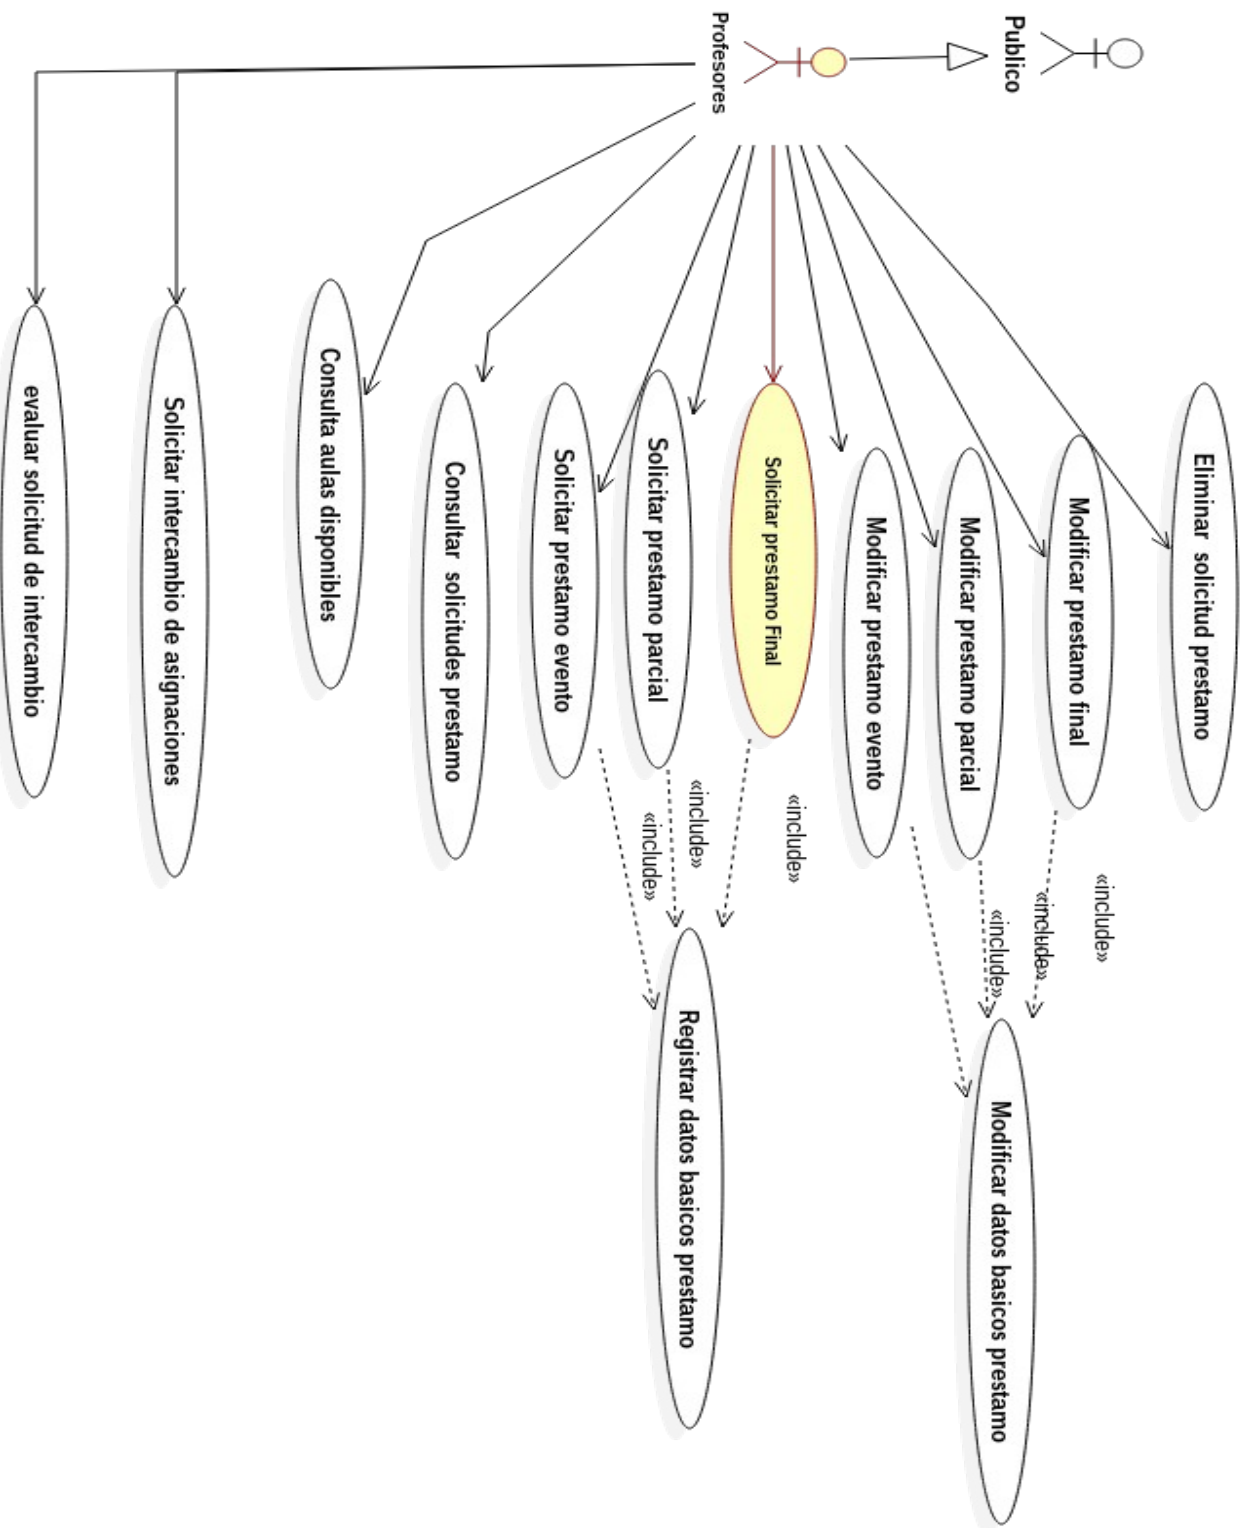 Publico
Profesores
Eliminar solicitud prestamo
Modificar prestamo final
«include»
Modificar prestamo parcial
«include»
Modificar prestamo evento
«include»
Modificar datos basicos prestamo
Solicitar prestamo Final
«include»
Solicitar prestamo parcial
«include»
Solicitar prestamo evento
«include»
Registrar datos basicos prestamo
Consultar solicitudes prestamo
Consulta aulas disponibles
Solicitar intercambio de asignaciones
evaluar solicitud de intercambio